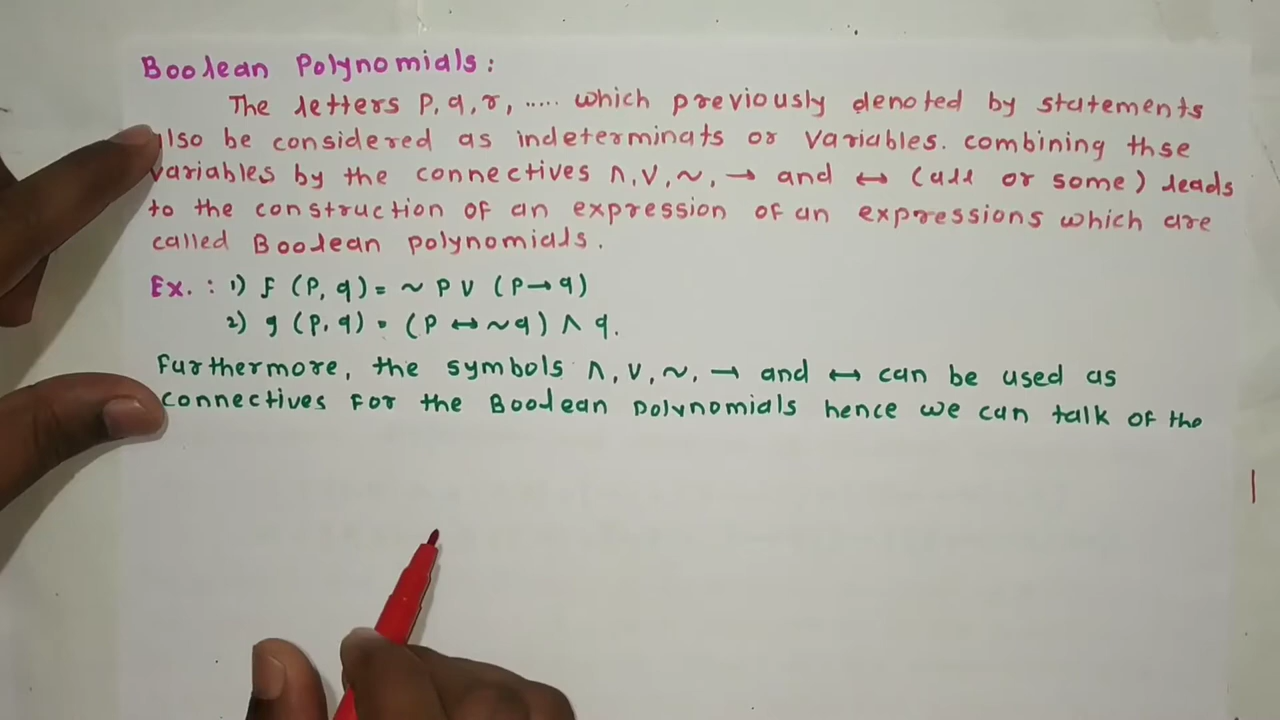 Boolean Polynomials:
The letters P, q, r, ..... which previously denoted by statements
also be considered as indeterminats or variables. combining thse
variables by the connectives ∧, ∨, ~, → and ↔ (all or some) leads
to the construction of an expression of an expressions which are
called Boolean polynomials.
Ex. : 1) f (P, q) = ~ P ∨ (P → q)
2) g (P, q) = (P ↔ ~q) ∧ q.
Furthermore, the symbols ∧, ∨, ~, → and ↔ can be used as
connectives for the Boolean polynomials hence we can talk of the